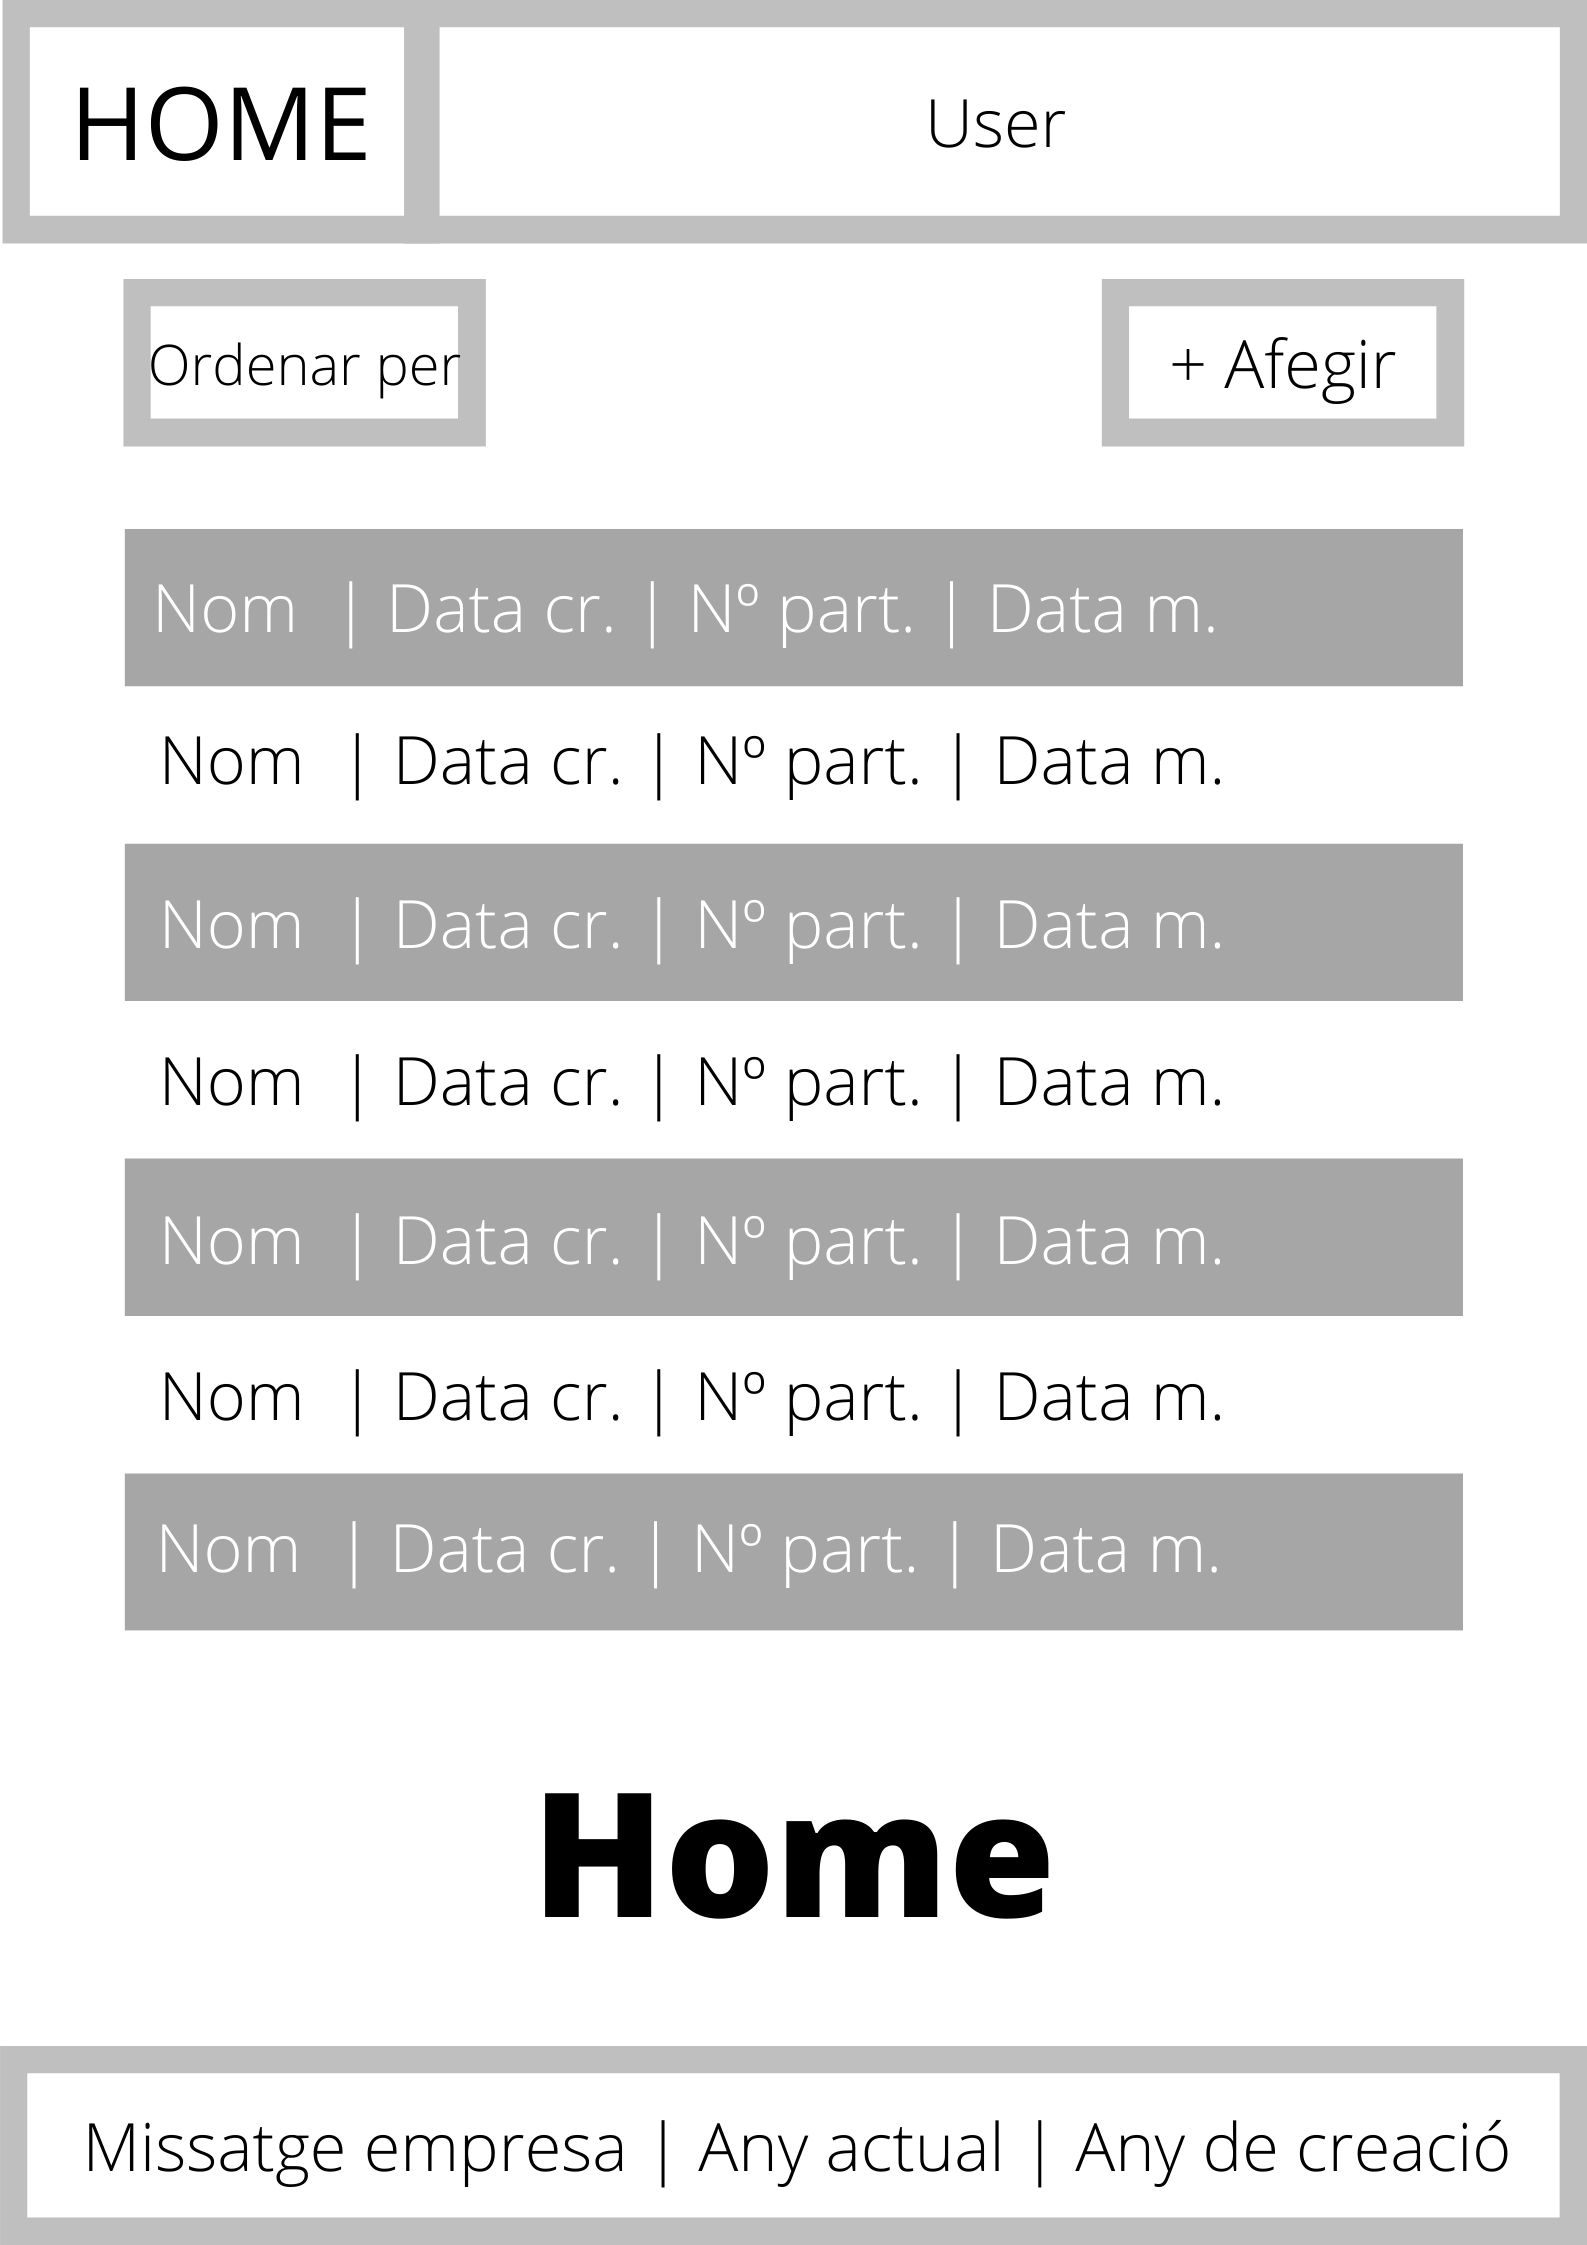 HOME
User
Ordenar per
+ Afegir
Nom | Data cr. | Nº part. | Data m.
Nom | Data cr. | Nº part. | Data m.
Nom | Data cr. | Nº part. | Data m.
Nom | Data cr. | Nº part. | Data m.
Nom | Data cr. | Nº part. | Data m.
Nom | Data cr. | Nº part. | Data m.
Nom | Data cr. | Nº part. | Data m.
Home
Missatge empresa | Any actual | Any de creació